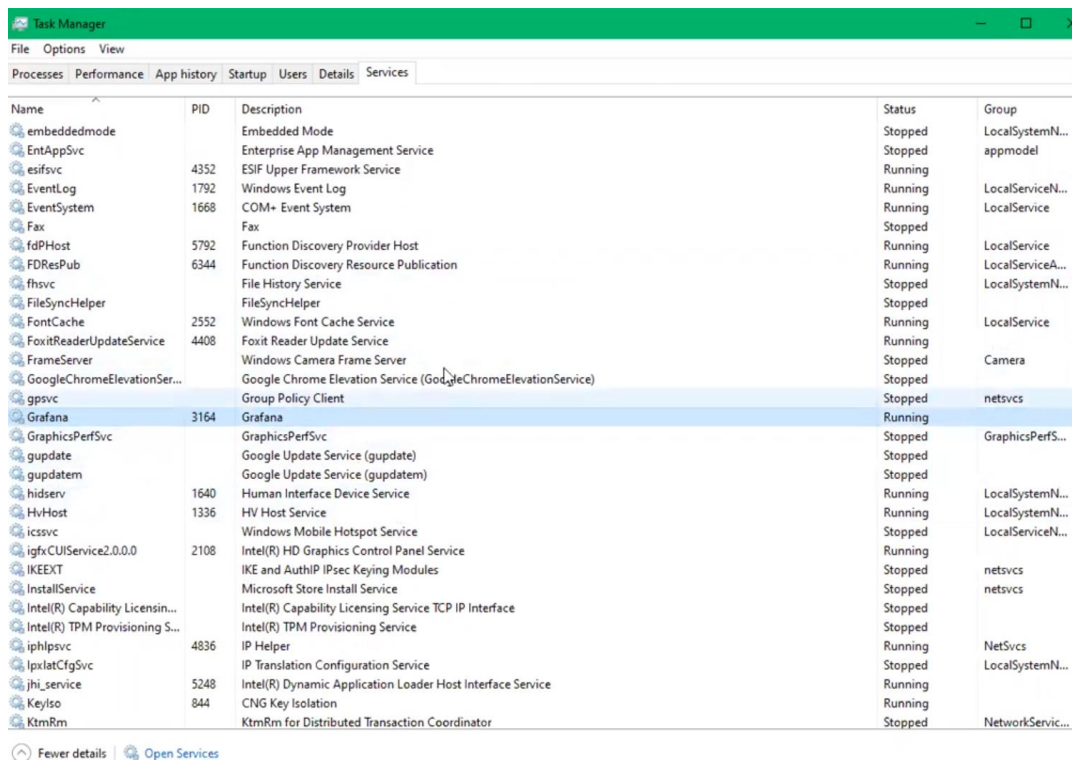 Task Manager
File Options View
Processes Performance App history Startup Users Details Services
Name PID Description Status Group
embeddedmode Embedded Mode Stopped LocalSystemN...
EntAppSvc Enterprise App Management Service Stopped appmodel
esifsvc 4352 ESIF Upper Framework Service Running
EventLog 1792 Windows Event Log Running LocalServiceN...
EventSystem 1668 COM+ Event System Running LocalService
Fax Fax Stopped
fdPHost 5792 Function Discovery Provider Host Running LocalService
FDResPub 6344 Function Discovery Resource Publication Running LocalServiceA...
fhsvc File History Service Stopped LocalSystemN...
FileSyncHelper FileSyncHelper Stopped
FontCache 2552 Windows Font Cache Service Running LocalService
FoxitReaderUpdateService 4408 Foxit Reader Update Service Running
FrameServer Windows Camera Frame Server Stopped Camera
GoogleChromeElevationSer... Google Chrome Elevation Service (GoogleChromeElevationService) Stopped
gpsvc Group Policy Client Stopped netsvcs
Grafana 3164 Grafana Running
GraphicsPerfSvc GraphicsPerfSvc Stopped GraphicsPerfS...
gupdate Google Update Service (gupdate) Stopped
gupdatem Google Update Service (gupdatem) Stopped
hidserv 1640 Human Interface Device Service Running LocalSystemN...
HvHost 1336 HV Host Service Running LocalSystemN...
icssvc Windows Mobile Hotspot Service Stopped LocalServiceN...
igfxCUIService2.0.0.0 2108 Intel(R) HD Graphics Control Panel Service Running
IKEEXT IKE and AuthIP IPsec Keying Modules Stopped netsvcs
InstallService Microsoft Store Install Service Stopped netsvcs
Intel(R) Capability Licensin... Intel(R) Capability Licensing Service TCP IP Interface Stopped
Intel(R) TPM Provisioning S... Intel(R) TPM Provisioning Service Stopped
iphlpsvc 4836 IP Helper Running NetSvcs
IpxlatCfgSvc IP Translation Configuration Service Stopped LocalSystemN...
jhi_service 5248 Intel(R) Dynamic Application Loader Host Interface Service Running
KeyIso 844 CNG Key Isolation Running
KtmRm KtmRm for Distributed Transaction Coordinator Stopped NetworkServic...
Fewer details Open Services